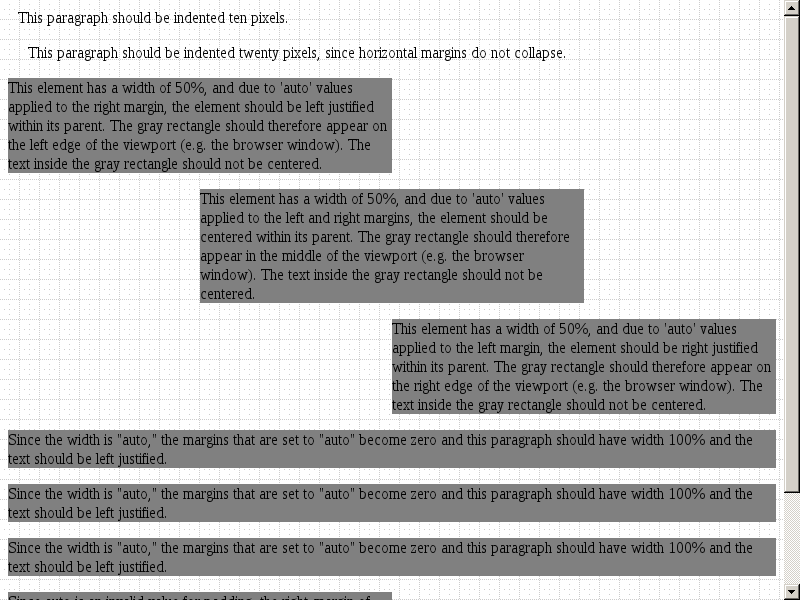 This paragraph should be indented ten pixels.
This paragraph should be indented twenty pixels, since horizontal margins do not collapse.
This element has a width of 50%, and due to 'auto' values
applied to the right margin, the element should be left justified
within its parent. The gray rectangle should therefore appear on
the left edge of the viewport (e.g. the browser window). The
text inside the gray rectangle should not be centered.
This element has a width of 50%, and due to 'auto' values
applied to the left and right margins, the element should be
centered within its parent. The gray rectangle should therefore
appear in the middle of the viewport (e.g. the browser
window). The text inside the gray rectangle should not be
centered.
This element has a width of 50%, and due to 'auto' values
applied to the left margin, the element should be right justified
within its parent. The gray rectangle should therefore appear on
the right edge of the viewport (e.g. the browser window). The
text inside the gray rectangle should not be centered.
Since the width is "auto," the margins that are set to "auto" become zero and this paragraph should have width 100% and the
text should be left justified.
Since the width is "auto," the margins that are set to "auto" become zero and this paragraph should have width 100% and the
text should be left justified.
Since the width is "auto," the margins that are set to "auto" become zero and this paragraph should have width 100% and the
text should be left justified.
Since auto is an invalid value for padding, the right-margin of